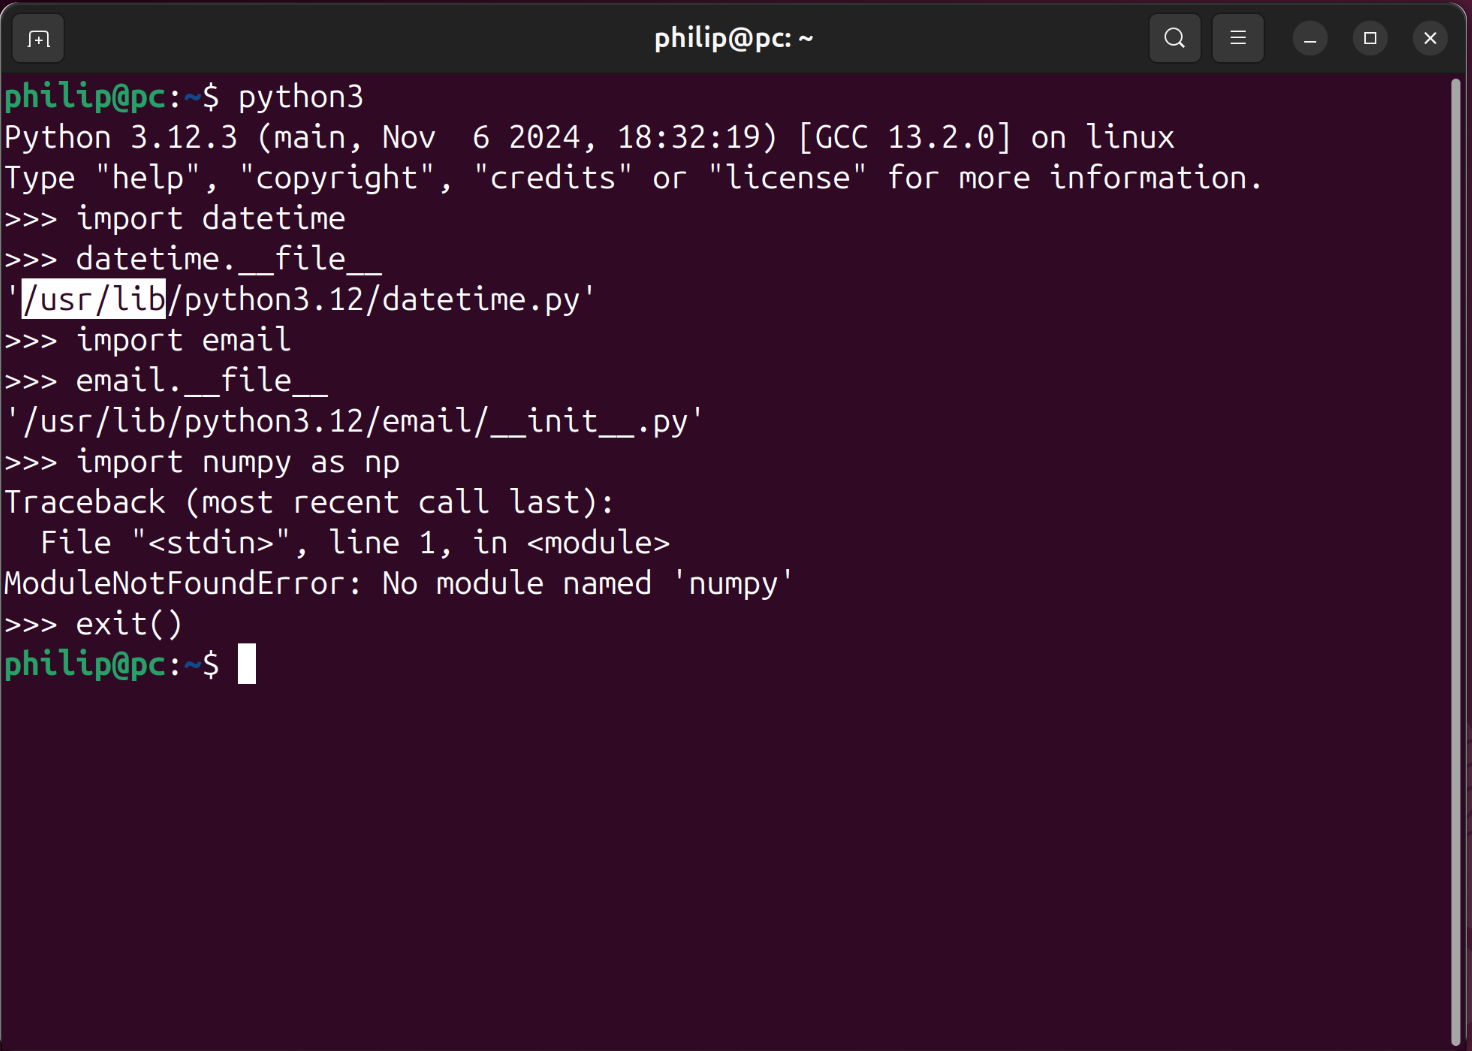 philip@pc: ~
philip@pc:~$ python3
Python 3.12.3 (main, Nov  6 2024, 18:32:19) [GCC 13.2.0] on linux
Type "help", "copyright", "credits" or "license" for more information.
>>> import datetime
>>> datetime.__file__
'/usr/lib/python3.12/datetime.py'
>>> import email
>>> email.__file__
'/usr/lib/python3.12/email/__init__.py'
>>> import numpy as np
Traceback (most recent call last):
  File "<stdin>", line 1, in <module>
ModuleNotFoundError: No module named 'numpy'
>>> exit()
philip@pc:~$